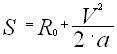 S = R₀ + V² / 2 · a